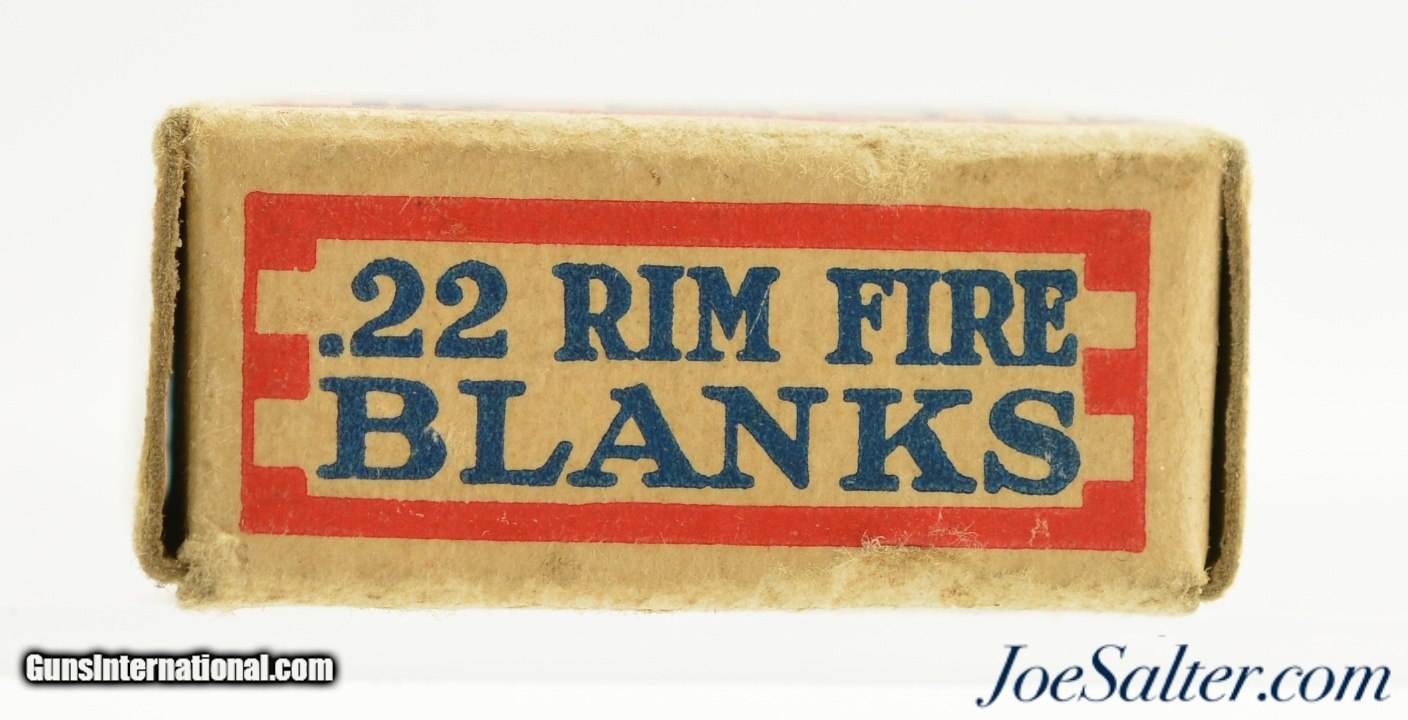 .22 RIM FIRE
BLANKS
GunsInternational.com
JoeSalter.com